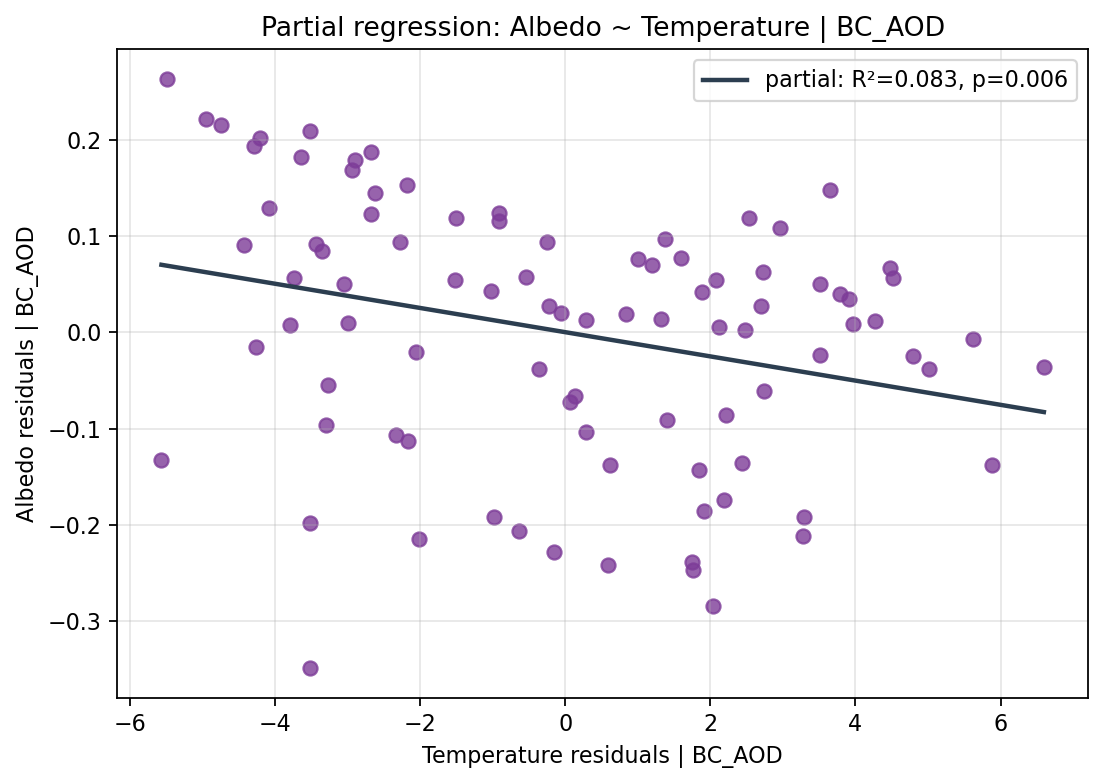 Partial regression: Albedo ~ Temperature | BC_AOD
partial: R²=0.083, p=0.006
Albedo residuals | BC_AOD
0.2
0.1
0.0
−0.1
−0.2
−0.3
−6 −4 −2 0 2 4 6
Temperature residuals | BC_AOD